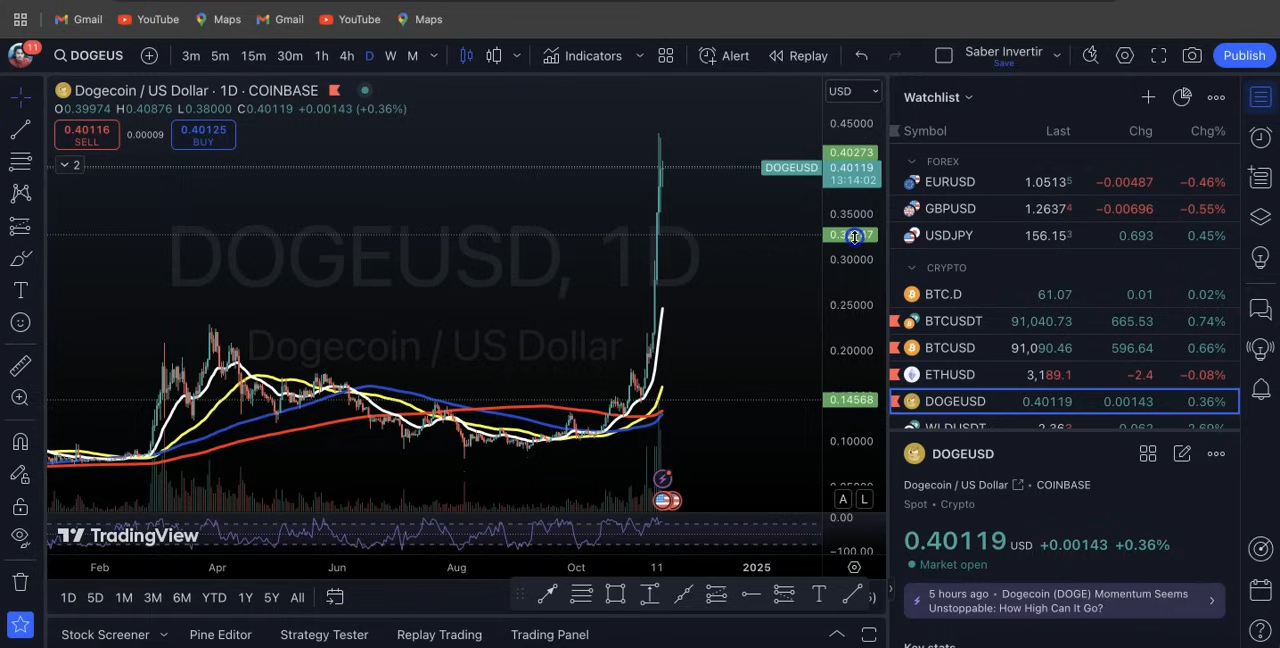 Gmail YouTube Maps Gmail YouTube Maps
11 DOGEUS 3m 5m 15m 30m 1h 4h D W M Indicators Alert Replay Saber Invertir Save Publish
Dogecoin / US Dollar · 1D · COINBASE
O0.39974 H0.40876 L0.38000 C0.40119 +0.00143 (+0.36%)
0.40116 SELL 0.00009 0.40125 BUY
2
DOGEUSD, 1D
Dogecoin / US Dollar
USD
0.45000
0.40273
DOGEUSD 0.40119
13:14:02
0.35000
0.30000
0.25000
0.20000
0.14568
0.10000
A L
0.00
−100.00
TradingView
Feb Apr Jun Aug Oct 11 2025
1D 5D 1M 3M 6M YTD 1Y 5Y All
Stock Screener Pine Editor Strategy Tester Replay Trading Trading Panel
Watchlist
Symbol Last Chg Chg%
FOREX
EURUSD 1.05135 −0.00487 −0.46%
GBPUSD 1.26374 −0.00696 −0.55%
USDJPY 156.153 0.693 0.45%
CRYPTO
BTC.D 61.07 0.01 0.02%
BTCUSDT 91,040.73 665.53 0.74%
BTCUSD 91,090.46 596.64 0.66%
ETHUSD 3,189.1 −2.4 −0.08%
DOGEUSD 0.40119 0.00143 0.36%
DOGEUSD
Dogecoin / US Dollar • COINBASE
Spot • Crypto
0.40119 USD +0.00143 +0.36%
Market open
5 hours ago • Dogecoin (DOGE) Momentum Seems
Unstoppable: How High Can It Go?